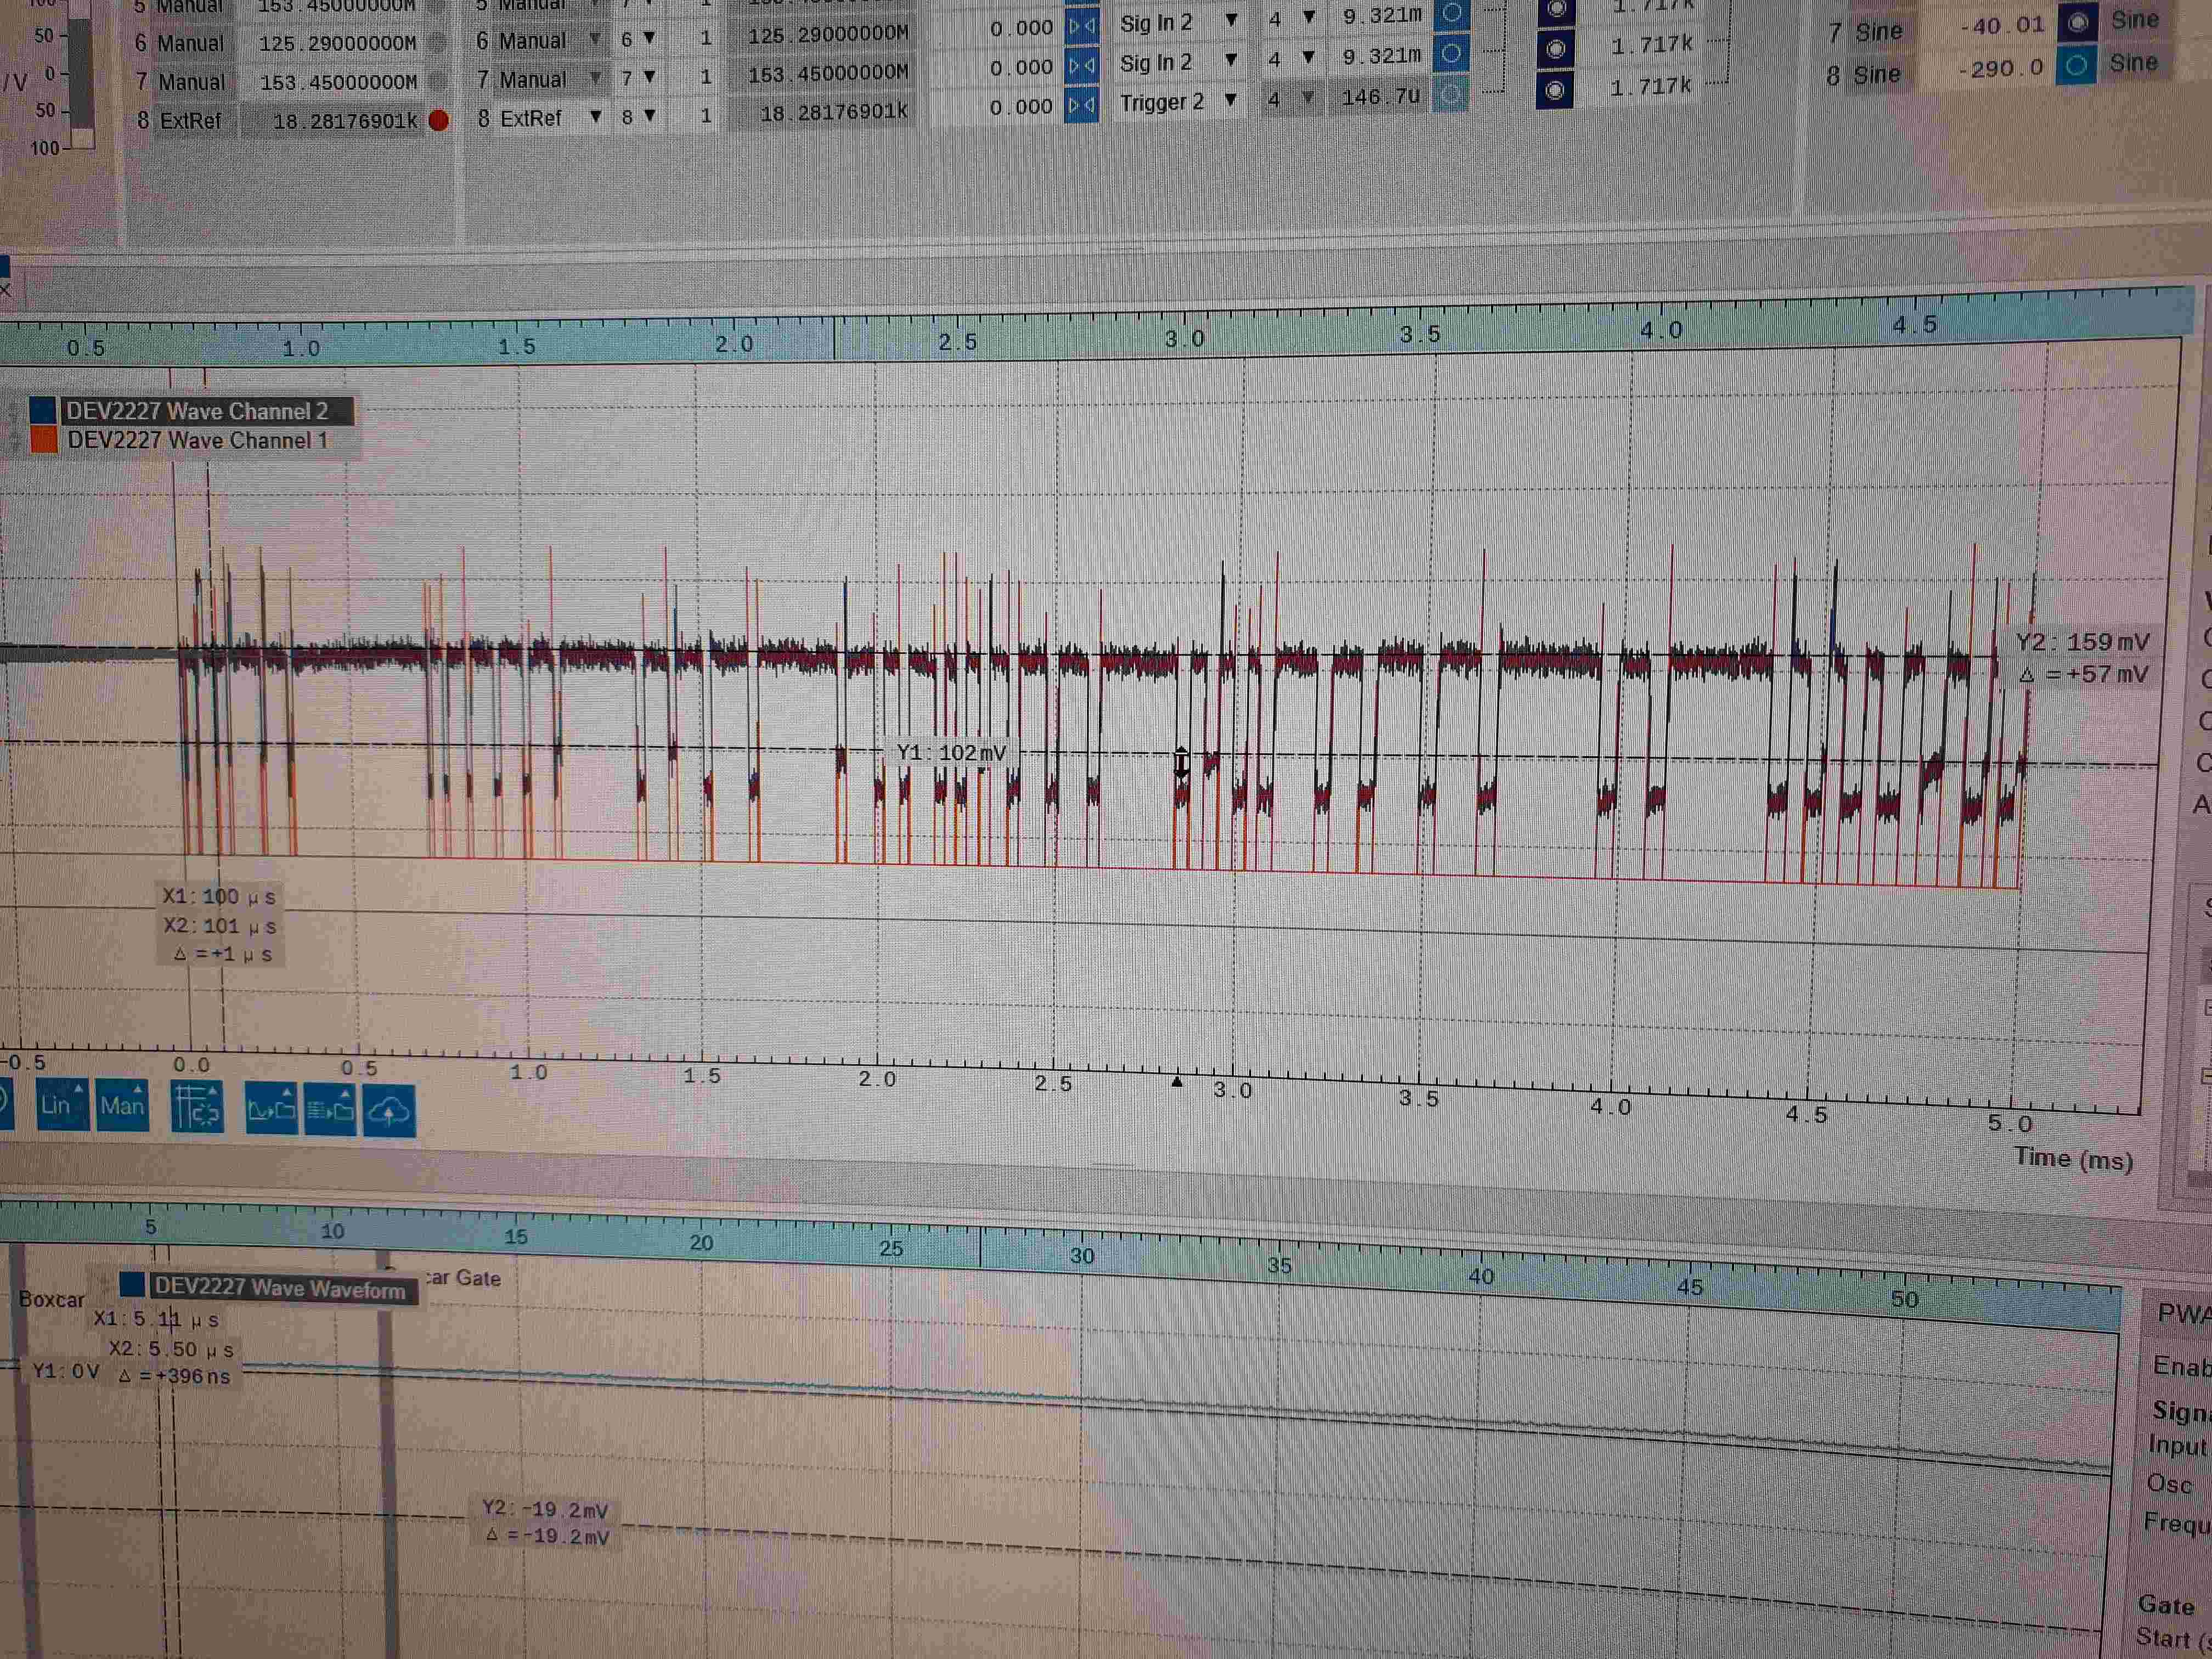 100
5 Manual 153.45000000M 5 Manual 7 1
50 6 Manual 125.29000000M 6 Manual 6 1 125.29000000M 0.000 Sig In 2 4 9.321m 1.717k
/V 0 7 Manual 153.45000000M 7 Manual 7 1 153.45000000M 0.000 Sig In 2 4 9.321m 1.717k 7 Sine -40.01 Sine
50 8 ExtRef 18.28176901k 8 ExtRef 8 1 18.28176901k 0.000 Trigger 2 4 146.7u 1.717k 8 Sine -290.0 Sine
100
0.5 1.0 1.5 2.0 2.5 3.0 3.5 4.0 4.5
DEV2227 Wave Channel 2
DEV2227 Wave Channel 1
Y2: 159 mV
Δ = +57 mV
Y1: 102 mV
X1: 100 µs
X2: 101 µs
Δ = +1 µs
-0.5 0.0 0.5 1.0 1.5 2.0 2.5 3.0 3.5 4.0 4.5 5.0
Lin Man
Time (ms)
5 10 15 20 25 30 35 40 45 50
DEV2227 Wave Waveform
car Gate
Boxcar
X1: 5.11 µs
X2: 5.50 µs
Y1: 0V Δ = +396 ns
Y2: -19.2 mV
Δ = -19.2 mV
PWA
Enab
Signa
Input
Osc
Frequ
Gate
Start (s